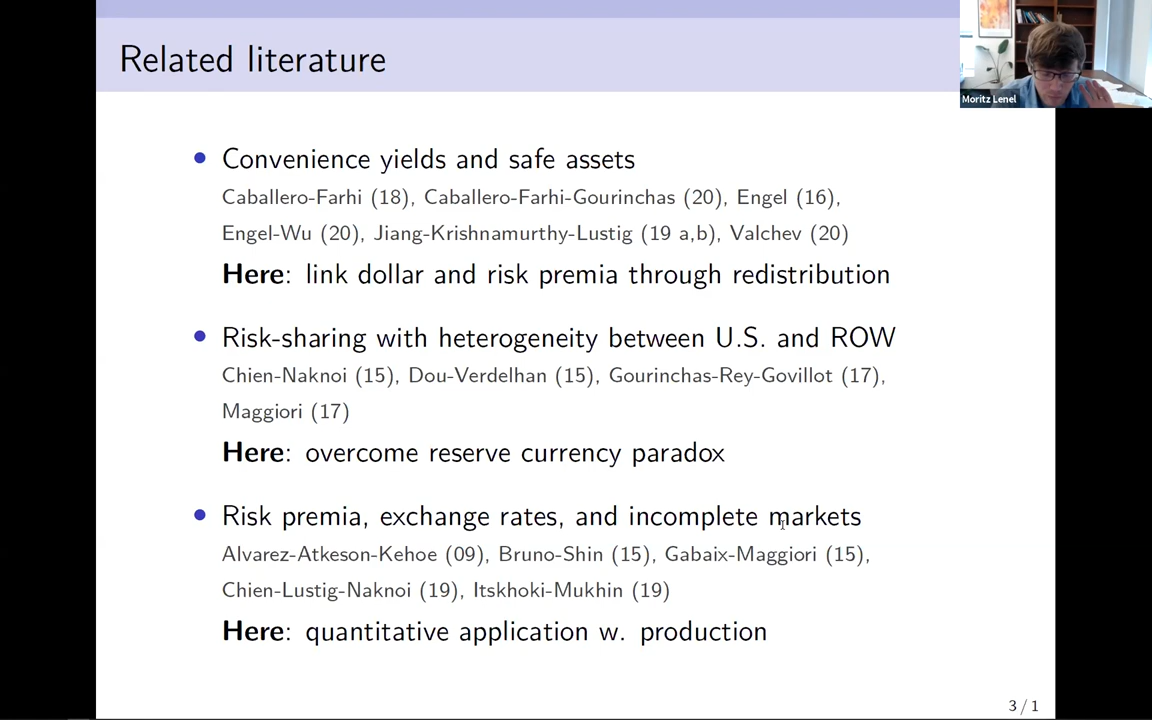 Related literature
Moritz Lenel
• Convenience yields and safe assets
Caballero-Farhi (18), Caballero-Farhi-Gourinchas (20), Engel (16),
Engel-Wu (20), Jiang-Krishnamurthy-Lustig (19 a,b), Valchev (20)
Here: link dollar and risk premia through redistribution
• Risk-sharing with heterogeneity between U.S. and ROW
Chien-Naknoi (15), Dou-Verdelhan (15), Gourinchas-Rey-Govillot (17),
Maggiori (17)
Here: overcome reserve currency paradox
• Risk premia, exchange rates, and incomplete markets
Alvarez-Atkeson-Kehoe (09), Bruno-Shin (15), Gabaix-Maggiori (15),
Chien-Lustig-Naknoi (19), Itskhoki-Mukhin (19)
Here: quantitative application w. production
3 / 1